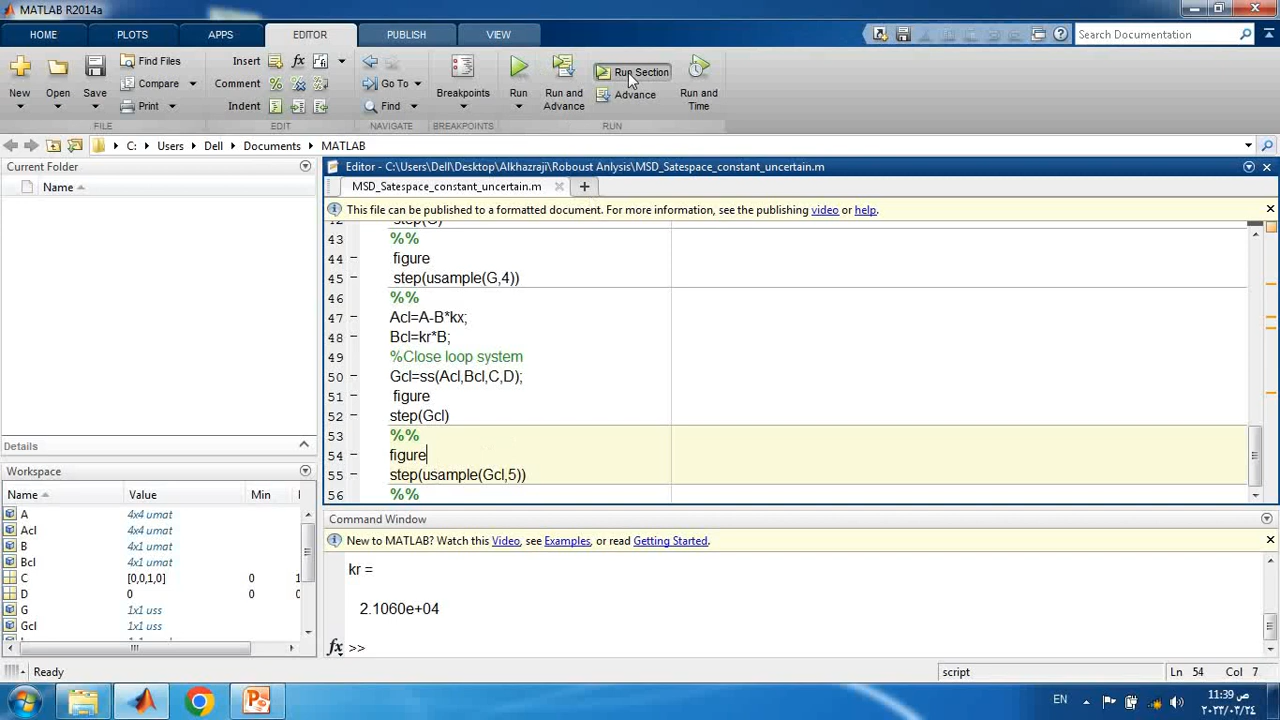 MATLAB R2014a
HOME PLOTS APPS EDITOR PUBLISH VIEW
Search Documentation
New Open Save Find Files Compare Print
FILE
Insert fx Comment % Indent
EDIT
Go To Find
NAVIGATE
Breakpoints
BREAKPOINTS
Run Run and Advance Run Section Advance Run and Time
RUN
C: Users Dell Documents MATLAB
Current Folder
Name
Details
Workspace
Name Value Min
A 4x4 umat
Acl 4x4 umat
B 4x1 umat
Bcl 4x1 umat
C [0,0,1,0] 0 1
D 0 0 0
G 1x1 uss
Gcl 1x1 uss
Editor - C:\Users\Dell\Desktop\Alkhazraji\Roboust Anlysis\MSD_Satespace_constant_uncertain.m
MSD_Satespace_constant_uncertain.m
This file can be published to a formatted document. For more information, see the publishing video or help.
42 step(G)
43 %%
44 figure
45 step(usample(G,4))
46 %%
47 Acl=A-B*kx;
48 Bcl=kr*B;
49 %Close loop system
50 Gcl=ss(Acl,Bcl,C,D);
51 figure
52 step(Gcl)
53 %%
54 figure
55 step(usample(Gcl,5))
56 %%
Command Window
New to MATLAB? Watch this Video, see Examples, or read Getting Started.
kr =
2.1060e+04
fx >>
Ready
script
Ln 54 Col 7
EN
11:39 ص
٢٠٢٣/٠٣/٢٤